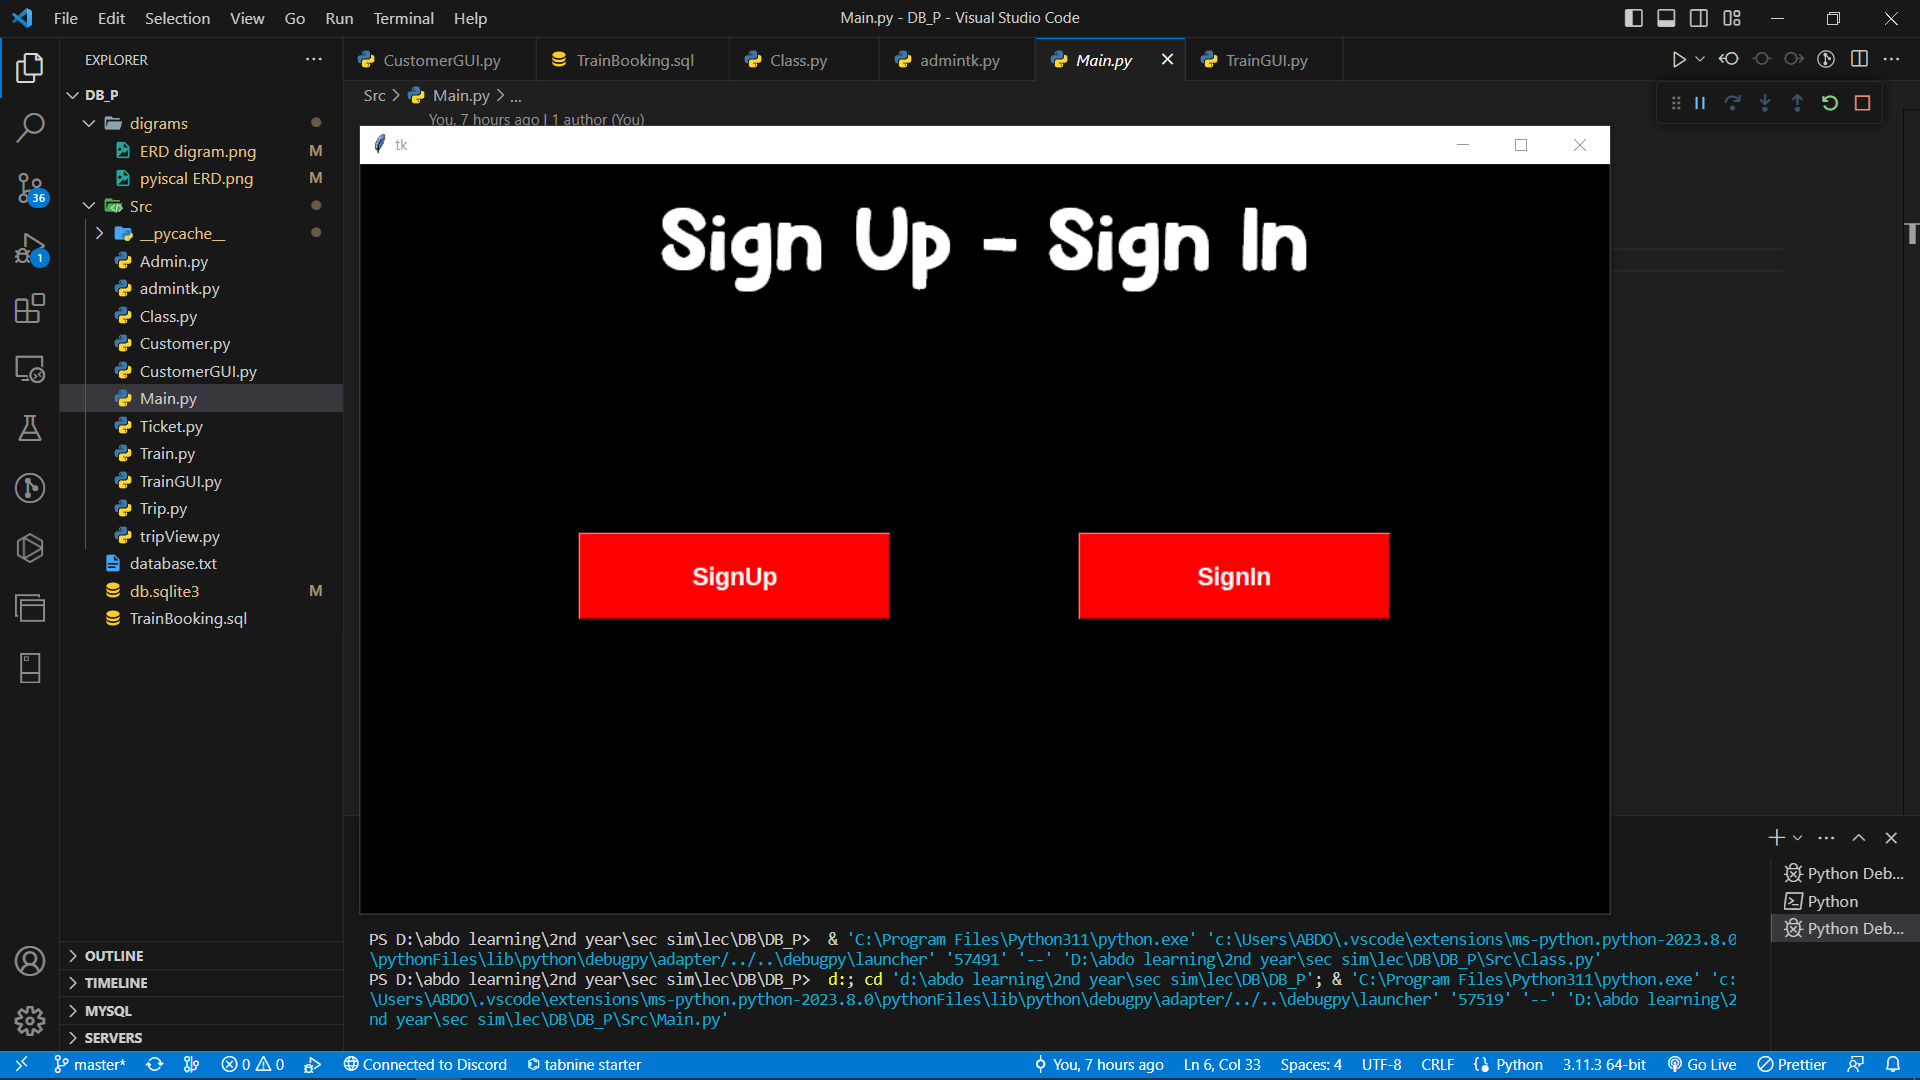 File Edit Selection View Go Run Terminal Help
Main.py - DB_P - Visual Studio Code
EXPLORER
CustomerGUI.py
TrainBooking.sql
Class.py
admintk.py
Main.py
TrainGUI.py
DB_P
Src > Main.py > ...
You, 7 hours ago | 1 author (You)
digrams
ERD digram.png M
pyiscal ERD.png M
Src
__pycache__
Admin.py
admintk.py
Class.py
Customer.py
CustomerGUI.py
Main.py
Ticket.py
Train.py
TrainGUI.py
Trip.py
tripView.py
database.txt
db.sqlite3 M
TrainBooking.sql
36
1
tk
Sign Up - Sign In
SignUp
SignIn
T
Python Deb...
Python
Python Deb...
PS D:\abdo learning\2nd year\sec sim\lec\DB\DB_P> & 'C:\Program Files\Python311\python.exe' 'c:\Users\ABDO\.vscode\extensions\ms-python.python-2023.8.0
\pythonFiles\lib\python\debugpy\adapter/../..\debugpy\launcher' '57491' '--' 'D:\abdo learning\2nd year\sec sim\lec\DB\DB_P\Src\Class.py'
PS D:\abdo learning\2nd year\sec sim\lec\DB\DB_P> d:; cd 'd:\abdo learning\2nd year\sec sim\lec\DB\DB_P'; & 'C:\Program Files\Python311\python.exe' 'c:
\Users\ABDO\.vscode\extensions\ms-python.python-2023.8.0\pythonFiles\lib\python\debugpy\adapter/../..\debugpy\launcher' '57519' '--' 'D:\abdo learning\2
nd year\sec sim\lec\DB\DB_P\Src\Main.py'
OUTLINE
TIMELINE
MYSQL
SERVERS
master* 0 0 Connected to Discord tabnine starter You, 7 hours ago Ln 6, Col 33 Spaces: 4 UTF-8 CRLF Python 3.11.3 64-bit Go Live Prettier